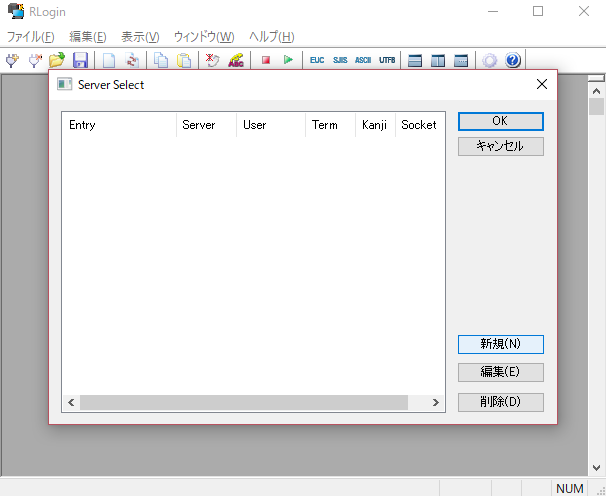 RLogin
ファイル(F) 編集(E) 表示(V) ウィンドウ(W) ヘルプ(H)
ABC EUC SJIS ASCII UTF8
Server Select
Entry Server User Term Kanji Socket
OK
キャンセル
新規(N)
編集(E)
削除(D)
NUM